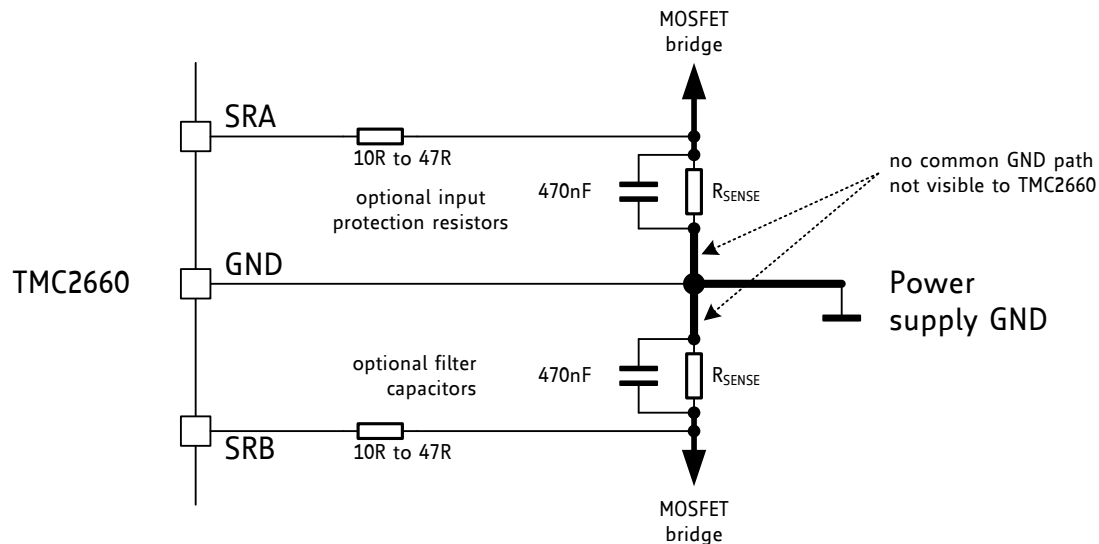 MOSFET
bridge
SRA
10R to 47R
optional input
protection resistors
470nF
RSENSE
no common GND path
not visible to TMC2660
TMC2660
GND
Power
supply GND
optional filter
capacitors
470nF
RSENSE
SRB
10R to 47R
MOSFET
bridge